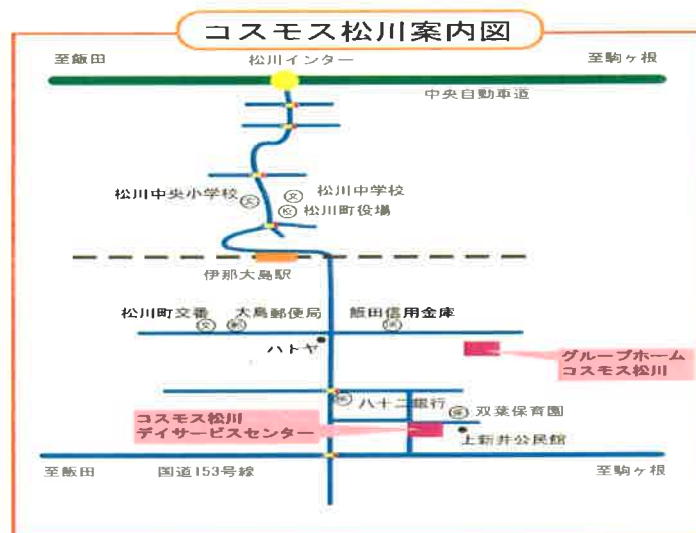 コスモス松川案内図
至飯田
松川インター
至駒ヶ根
中央自動車道
松川中央小学校
文
松川中学校
松川町役場
伊那大島駅
松川町交番
大島郵便局
飯田信用金庫
文
ハトヤ
グループホーム
コスモス松川
八十二銀行
双葉保育園
コスモス松川
デイサービスセンター
上新井公民館
至飯田
国道153号線
至駒ヶ根